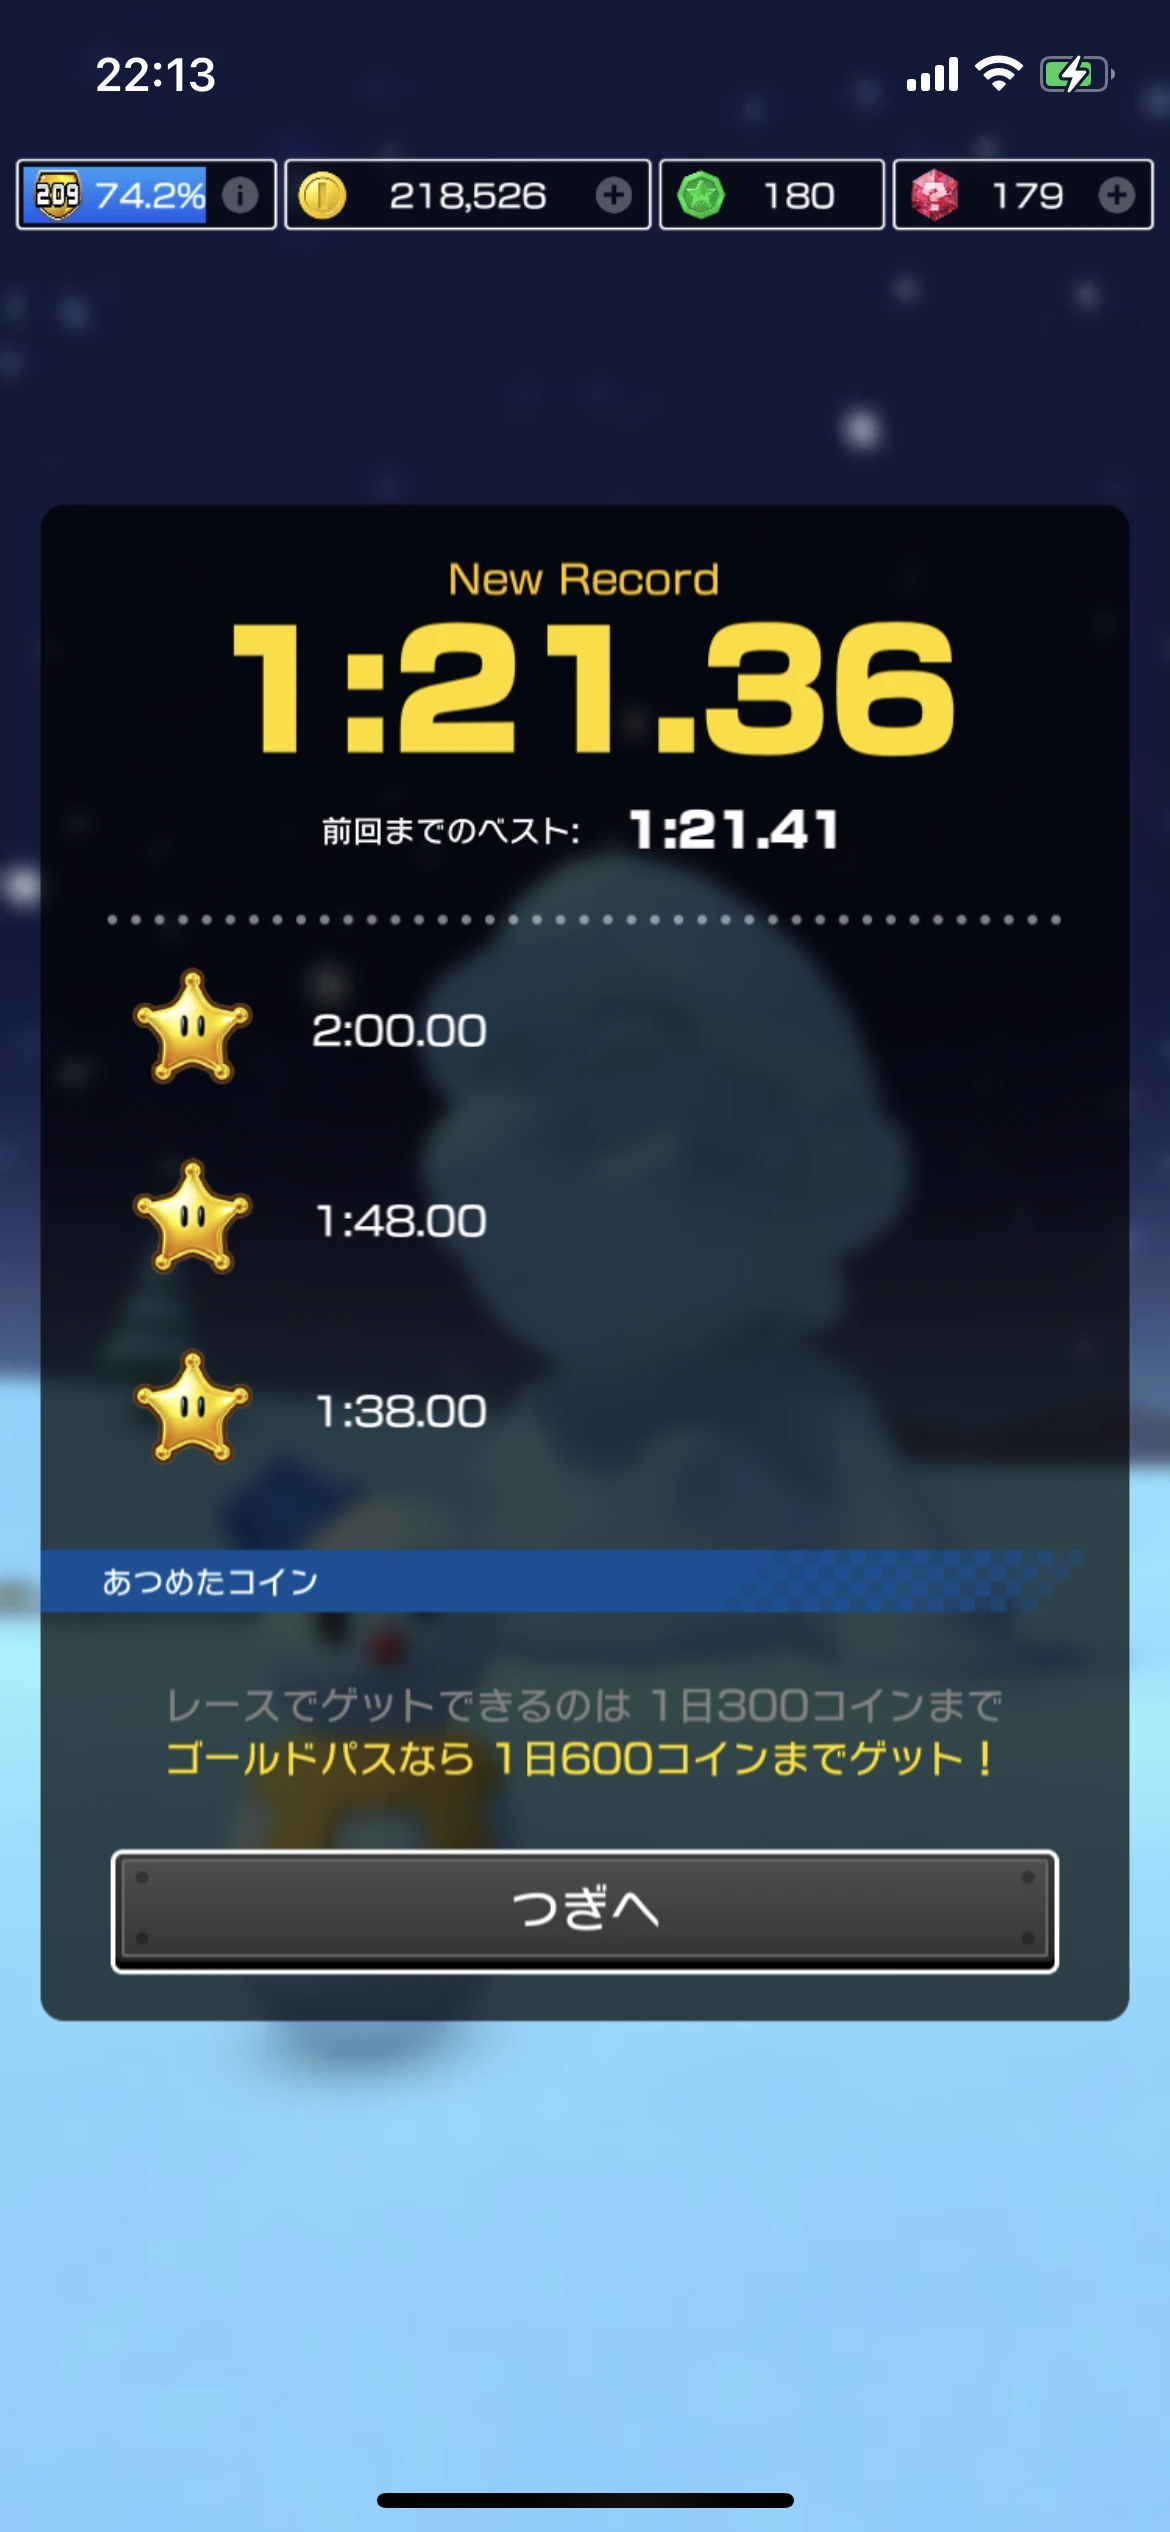 22:13
209 74.2% i 218,526 + 180 ? 179 +
New Record
1:21.36
前回までのベスト: 1:21.41
2:00.00
1:48.00
1:38.00
あつめたコイン
レースでゲットできるのは 1日300コインまで
ゴールドパスなら 1日600コインまでゲット！
つぎへ